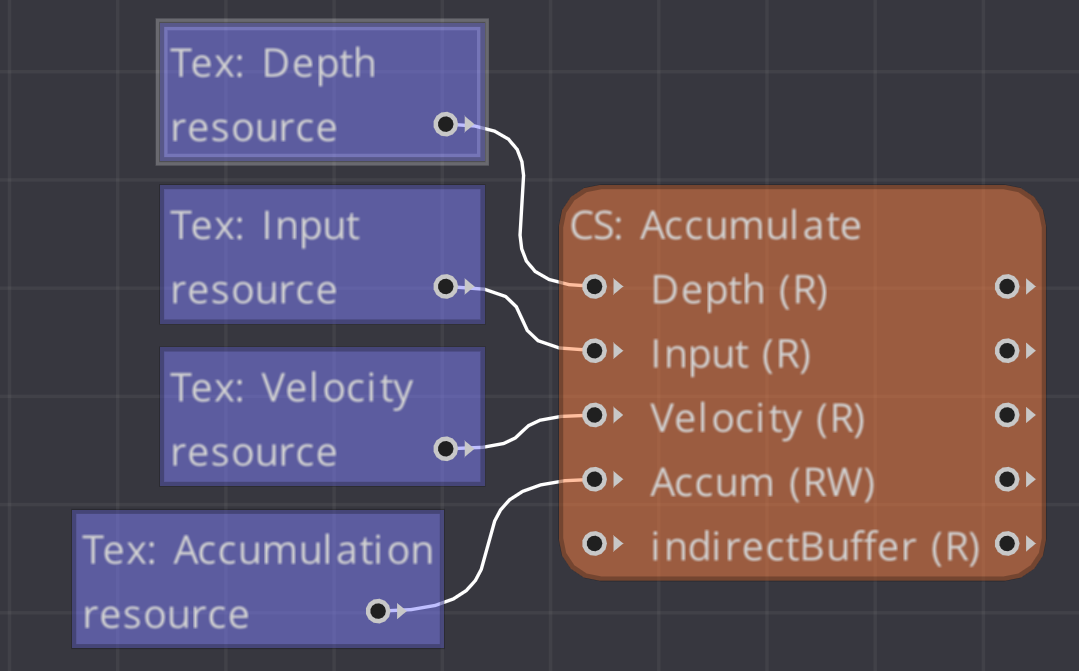 Tex: Depth
resource
Tex: Input
resource
Tex: Velocity
resource
Tex: Accumulation
resource
CS: Accumulate
Depth (R)
Input (R)
Velocity (R)
Accum (RW)
indirectBuffer (R)